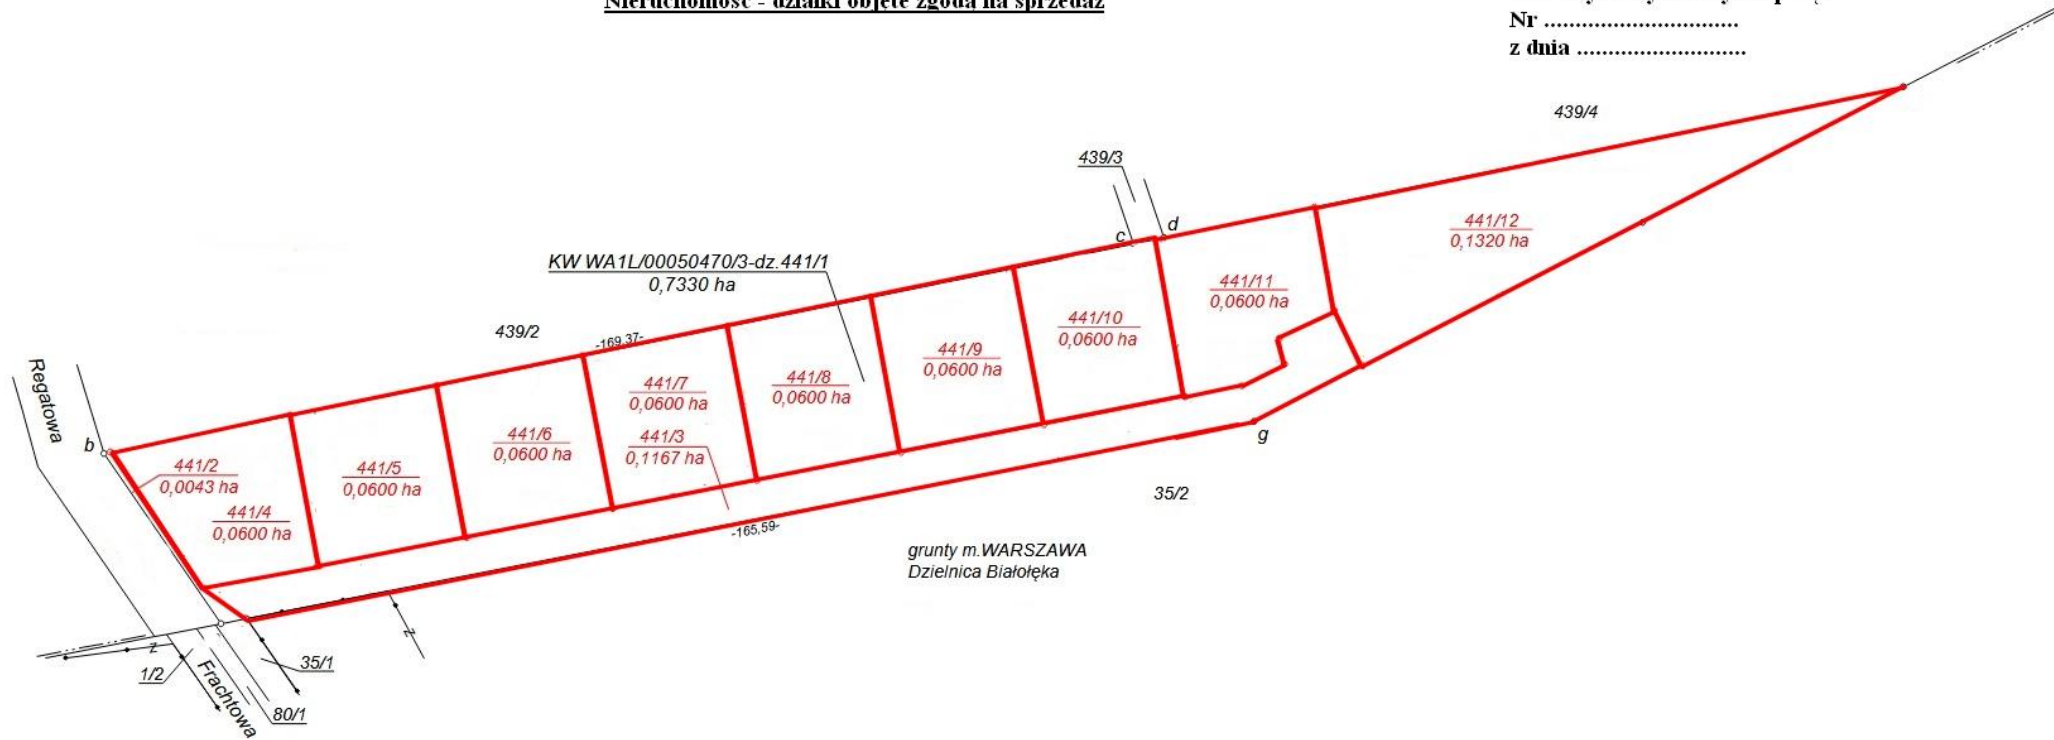 Nieruchomość - działki objęte zgodą na sprzedaż
Nr ..............................
z dnia ............................
439/4
439/3
c
d
441/12
0,1320 ha
KW WA1L/00050470/3-dz.441/1
0,7330 ha
441/11
0,0600 ha
439/2
-169,37-
441/10
0,0600 ha
441/9
0,0600 ha
441/8
0,0600 ha
441/7
0,0600 ha
441/3
0,1167 ha
441/6
0,0600 ha
441/5
0,0600 ha
Regatowa
b
441/2
0,0043 ha
441/4
0,0600 ha
g
35/2
-165,59-
grunty m.WARSZAWA
Dzielnica Białołęka
z
z
1/2
35/1
Frachtowa
80/1